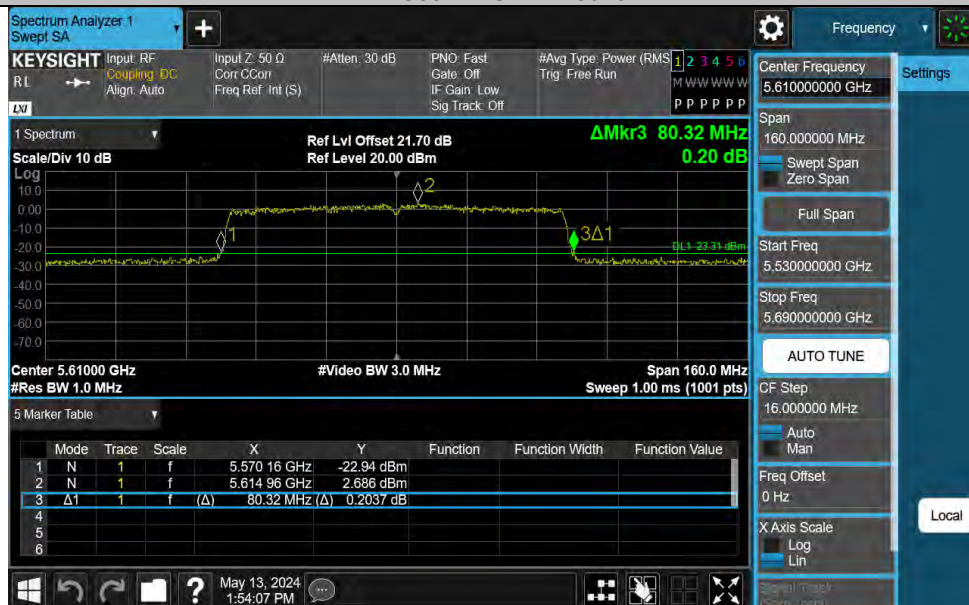 Spectrum Analyzer 1
Swept SA
+
Frequency
KEYSIGHT
RL
LXI
Input: RF
Coupling: DC
Align: Auto
Input Z: 50 Ω
Corr CCorr
Freq Ref: Int (S)
#Atten: 30 dB
PNO: Fast
Gate: Off
IF Gain: Low
Sig Track: Off
#Avg Type: Power (RMS
Trig: Free Run
1 2 3 4 5 6
M W W W W W
P P P P P P
1 Spectrum
Scale/Div 10 dB
Ref Lvl Offset 21.70 dB
Ref Level 20.00 dBm
ΔMkr3 80.32 MHz
0.20 dB
Log
10.0
0.00
-10.0
-20.0
-30.0
-40.0
-50.0
-60.0
-70.0
1
2
3Δ1
DL1 -23.31 dBm
Center 5.61000 GHz
#Video BW 3.0 MHz
Span 160.0 MHz
#Res BW 1.0 MHz
Sweep 1.00 ms (1001 pts)
5 Marker Table
Mode Trace Scale X Y Function Function Width Function Value
1 N 1 f 5.570 16 GHz -22.94 dBm
2 N 1 f 5.614 96 GHz 2.686 dBm
3 Δ1 1 f (Δ) 80.32 MHz (Δ) 0.2037 dB
4
5
6
?
May 13, 2024
1:54:07 PM
Center Frequency
5.610000000 GHz
Settings
Span
160.000000 MHz
Swept Span
Zero Span
Full Span
Start Freq
5.530000000 GHz
Stop Freq
5.690000000 GHz
AUTO TUNE
CF Step
16.000000 MHz
Auto
Man
Freq Offset
0 Hz
Local
X Axis Scale
Log
Lin
Signal Track